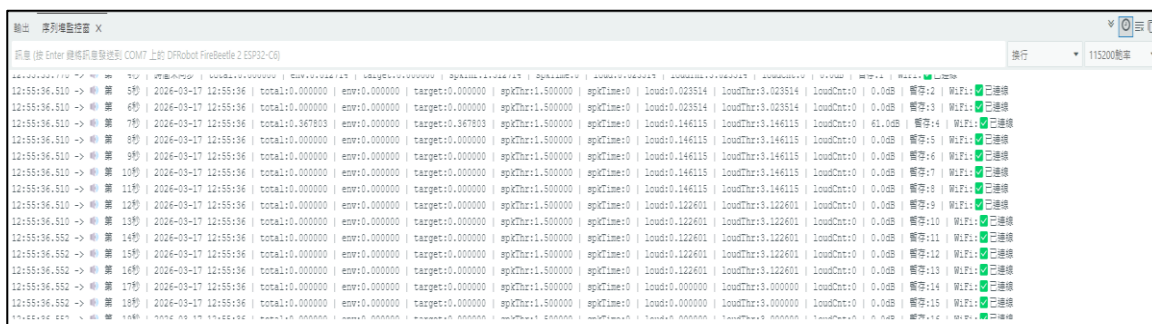 輸出 序列埠監控窗 X
訊息 (按 Enter 鍵將訊息發送到 COM7 上的 DFRobot FireBeetle 2 ESP32-C6)
換行 115200鮑率
12:55:36.510 -> 第 5秒 | 2026-03-17 12:55:36 | total:0.000000 | env:0.000000 | target:0.000000 | spkThr:1.500000 | spkTime:0 | loud:0.023514 | loudThr:3.023514 | loudCnt:0 | 0.0dB | 暫存:2 | WiFi:✅已連線
12:55:36.510 -> 第 6秒 | 2026-03-17 12:55:36 | total:0.000000 | env:0.000000 | target:0.000000 | spkThr:1.500000 | spkTime:0 | loud:0.023514 | loudThr:3.023514 | loudCnt:0 | 0.0dB | 暫存:3 | WiFi:✅已連線
12:55:36.510 -> 第 7秒 | 2026-03-17 12:55:36 | total:0.367803 | env:0.000000 | target:0.367803 | spkThr:1.500000 | spkTime:0 | loud:0.146115 | loudThr:3.146115 | loudCnt:0 | 61.0dB | 暫存:4 | WiFi:✅已連線
12:55:36.510 -> 第 8秒 | 2026-03-17 12:55:36 | total:0.000000 | env:0.000000 | target:0.000000 | spkThr:1.500000 | spkTime:0 | loud:0.146115 | loudThr:3.146115 | loudCnt:0 | 0.0dB | 暫存:5 | WiFi:✅已連線
12:55:36.510 -> 第 9秒 | 2026-03-17 12:55:36 | total:0.000000 | env:0.000000 | target:0.000000 | spkThr:1.500000 | spkTime:0 | loud:0.146115 | loudThr:3.146115 | loudCnt:0 | 0.0dB | 暫存:6 | WiFi:✅已連線
12:55:36.510 -> 第 10秒 | 2026-03-17 12:55:36 | total:0.000000 | env:0.000000 | target:0.000000 | spkThr:1.500000 | spkTime:0 | loud:0.146115 | loudThr:3.146115 | loudCnt:0 | 0.0dB | 暫存:7 | WiFi:✅已連線
12:55:36.510 -> 第 11秒 | 2026-03-17 12:55:36 | total:0.000000 | env:0.000000 | target:0.000000 | spkThr:1.500000 | spkTime:0 | loud:0.146115 | loudThr:3.146115 | loudCnt:0 | 0.0dB | 暫存:8 | WiFi:✅已連線
12:55:36.510 -> 第 12秒 | 2026-03-17 12:55:36 | total:0.000000 | env:0.000000 | target:0.000000 | spkThr:1.500000 | spkTime:0 | loud:0.122601 | loudThr:3.122601 | loudCnt:0 | 0.0dB | 暫存:9 | WiFi:✅已連線
12:55:36.510 -> 第 13秒 | 2026-03-17 12:55:36 | total:0.000000 | env:0.000000 | target:0.000000 | spkThr:1.500000 | spkTime:0 | loud:0.122601 | loudThr:3.122601 | loudCnt:0 | 0.0dB | 暫存:10 | WiFi:✅已連線
12:55:36.552 -> 第 14秒 | 2026-03-17 12:55:36 | total:0.000000 | env:0.000000 | target:0.000000 | spkThr:1.500000 | spkTime:0 | loud:0.122601 | loudThr:3.122601 | loudCnt:0 | 0.0dB | 暫存:11 | WiFi:✅已連線
12:55:36.552 -> 第 15秒 | 2026-03-17 12:55:36 | total:0.000000 | env:0.000000 | target:0.000000 | spkThr:1.500000 | spkTime:0 | loud:0.122601 | loudThr:3.122601 | loudCnt:0 | 0.0dB | 暫存:12 | WiFi:✅已連線
12:55:36.552 -> 第 16秒 | 2026-03-17 12:55:36 | total:0.000000 | env:0.000000 | target:0.000000 | spkThr:1.500000 | spkTime:0 | loud:0.122601 | loudThr:3.122601 | loudCnt:0 | 0.0dB | 暫存:13 | WiFi:✅已連線
12:55:36.552 -> 第 17秒 | 2026-03-17 12:55:36 | total:0.000000 | env:0.000000 | target:0.000000 | spkThr:1.500000 | spkTime:0 | loud:0.000000 | loudThr:3.000000 | loudCnt:0 | 0.0dB | 暫存:14 | WiFi:✅已連線
12:55:36.552 -> 第 18秒 | 2026-03-17 12:55:36 | total:0.000000 | env:0.000000 | target:0.000000 | spkThr:1.500000 | spkTime:0 | loud:0.000000 | loudThr:3.000000 | loudCnt:0 | 0.0dB | 暫存:15 | WiFi:✅已連線